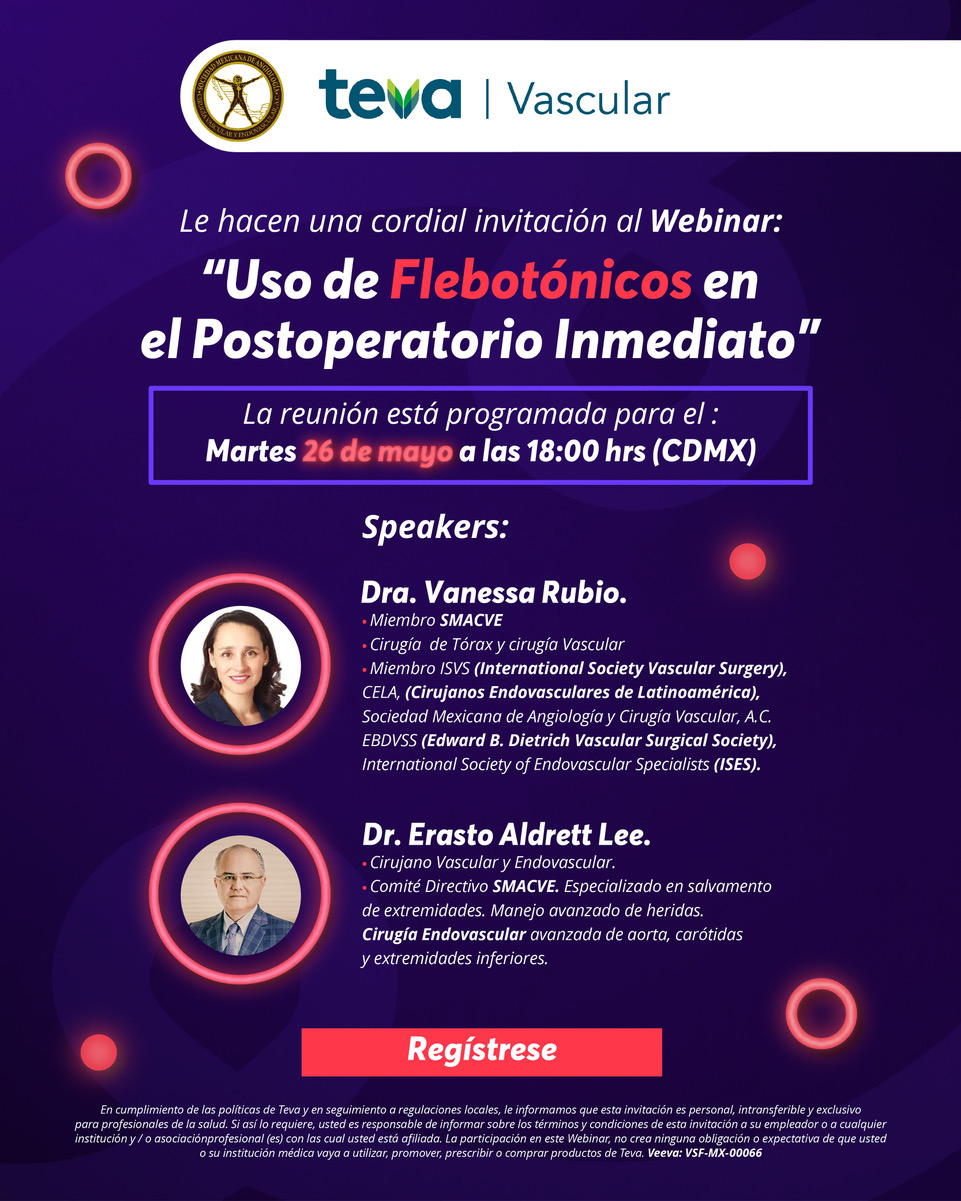 SOCIEDAD MEXICANA DE ANGIOLOGÍA
CIRUGÍA VASCULAR Y ENDOVASCULAR, AC
teva | Vascular
Le hacen una cordial invitación al Webinar:
“Uso de Flebotónicos en
el Postoperatorio Inmediato”
La reunión está programada para el :
Martes 26 de mayo a las 18:00 hrs (CDMX)
Speakers:
Dra. Vanessa Rubio.
• Miembro SMACVE
• Cirugía de Tórax y cirugía Vascular
• Miembro ISVS (International Society Vascular Surgery),
CELA, (Cirujanos Endovasculares de Latinoamérica),
Sociedad Mexicana de Angiología y Cirugía Vascular, A.C.
EBDVSS (Edward B. Dietrich Vascular Surgical Society),
International Society of Endovascular Specialists (ISES).
Dr. Erasto Aldrett Lee.
• Cirujano Vascular y Endovascular.
• Comité Directivo SMACVE. Especializado en salvamento
de extremidades. Manejo avanzado de heridas.
Cirugía Endovascular avanzada de aorta, carótidas
y extremidades inferiores.
Regístrese
En cumplimiento de las políticas de Teva y en seguimiento a regulaciones locales, le informamos que esta invitación es personal, intransferible y exclusivo
para profesionales de la salud. Si así lo requiere, usted es responsable de informar sobre los términos y condiciones de esta invitación a su empleador o a cualquier
institución y / o asociaciónprofesional (es) con las cual usted está afiliada. La participación en este Webinar, no crea ninguna obligación o expectativa de que usted
o su institución médica vaya a utilizar, promover, prescribir o comprar productos de Teva. Veeva: VSF-MX-00066